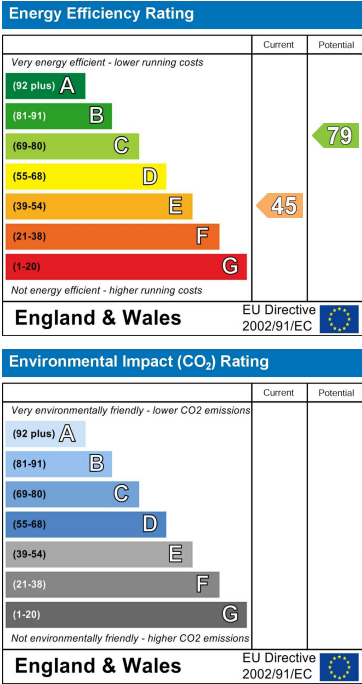 Energy Efficiency Rating
Current Potential
Very energy efficient - lower running costs
(92 plus) A
(81-91) B
(69-80) C
(55-68) D
(39-54) E
(21-38) F
(1-20) G
79
45
Not energy efficient - higher running costs
England & Wales
EU Directive
2002/91/EC
Environmental Impact (CO₂) Rating
Current Potential
Very environmentally friendly - lower CO2 emissions
(92 plus) A
(81-91) B
(69-80) C
(55-68) D
(39-54) E
(21-38) F
(1-20) G
Not environmentally friendly - higher CO2 emissions
England & Wales
EU Directive
2002/91/EC